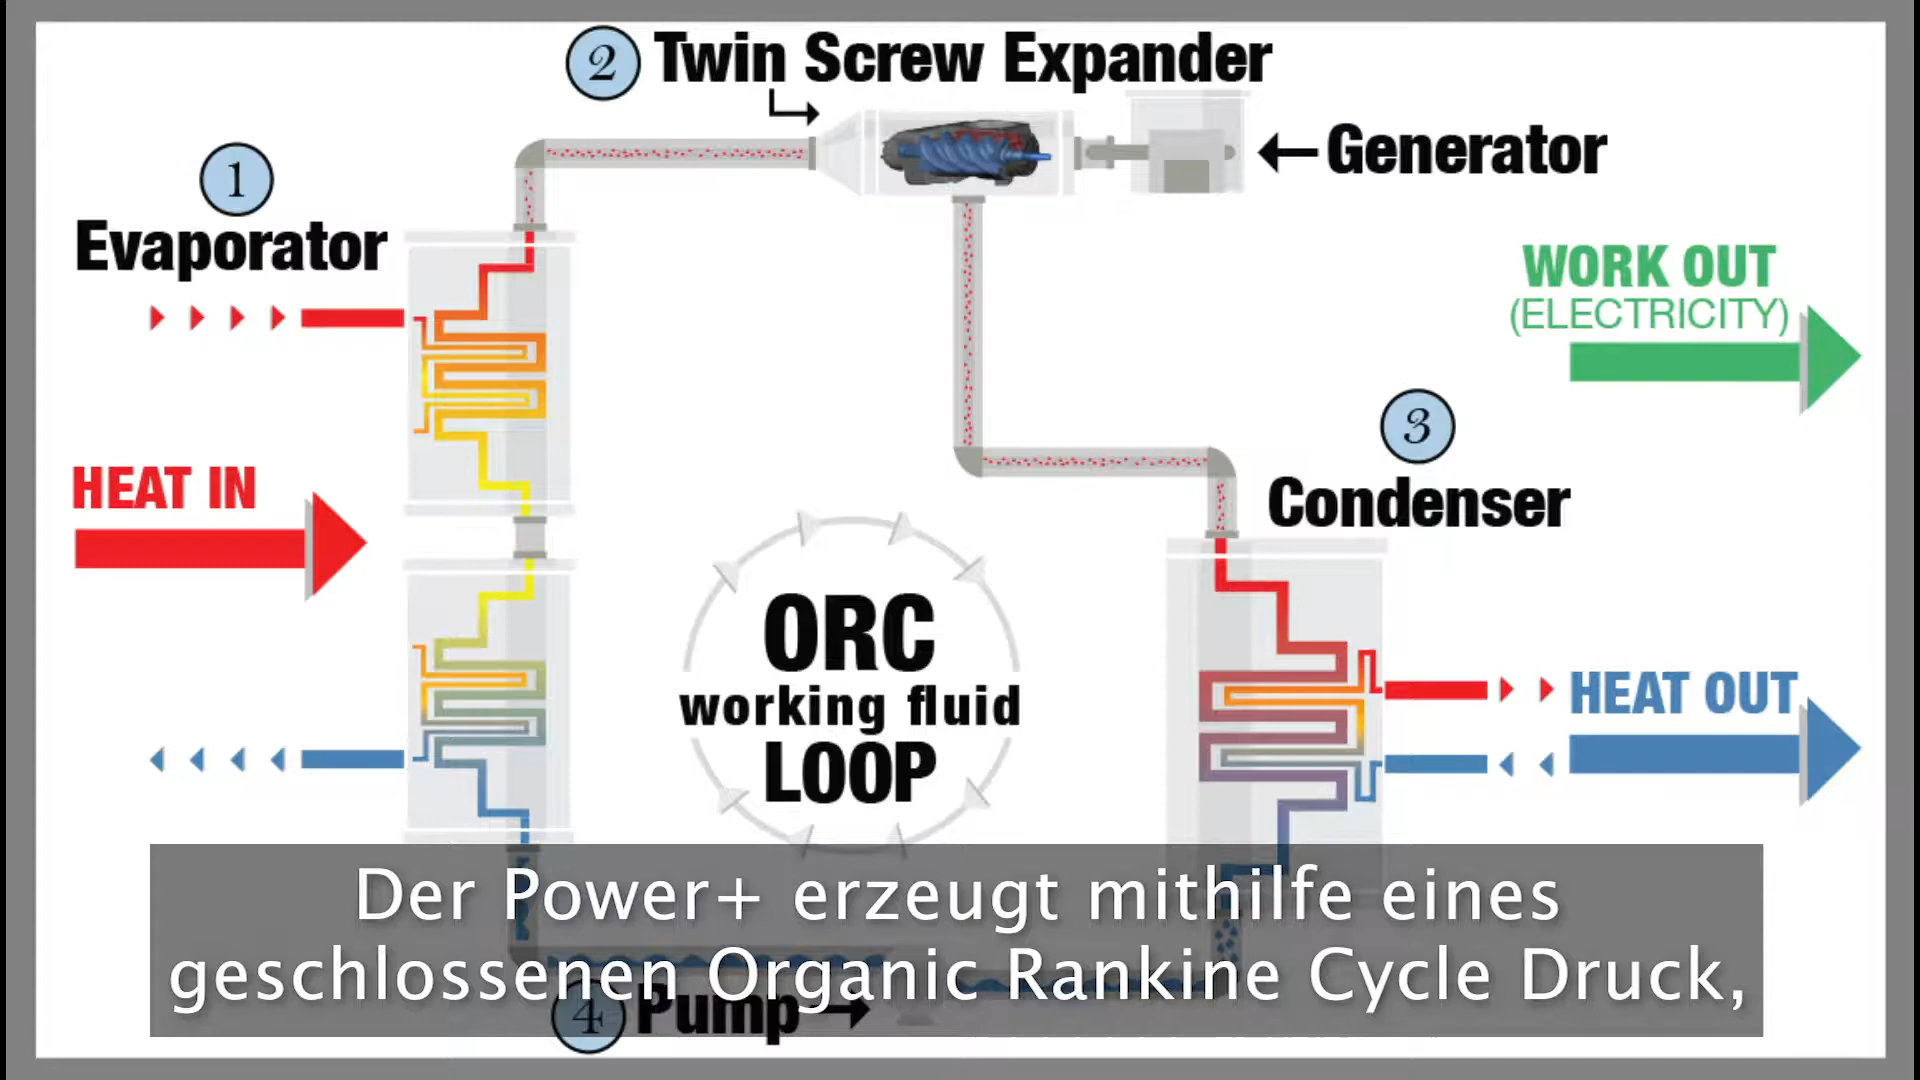 2 Twin Screw Expander
Generator
1
Evaporator
WORK OUT
(ELECTRICITY)
3
Condenser
HEAT IN
ORC
working fluid
LOOP
HEAT OUT
Der Power+ erzeugt mithilfe eines
geschlossenen Organic Rankine Cycle Druck,
4 Pump